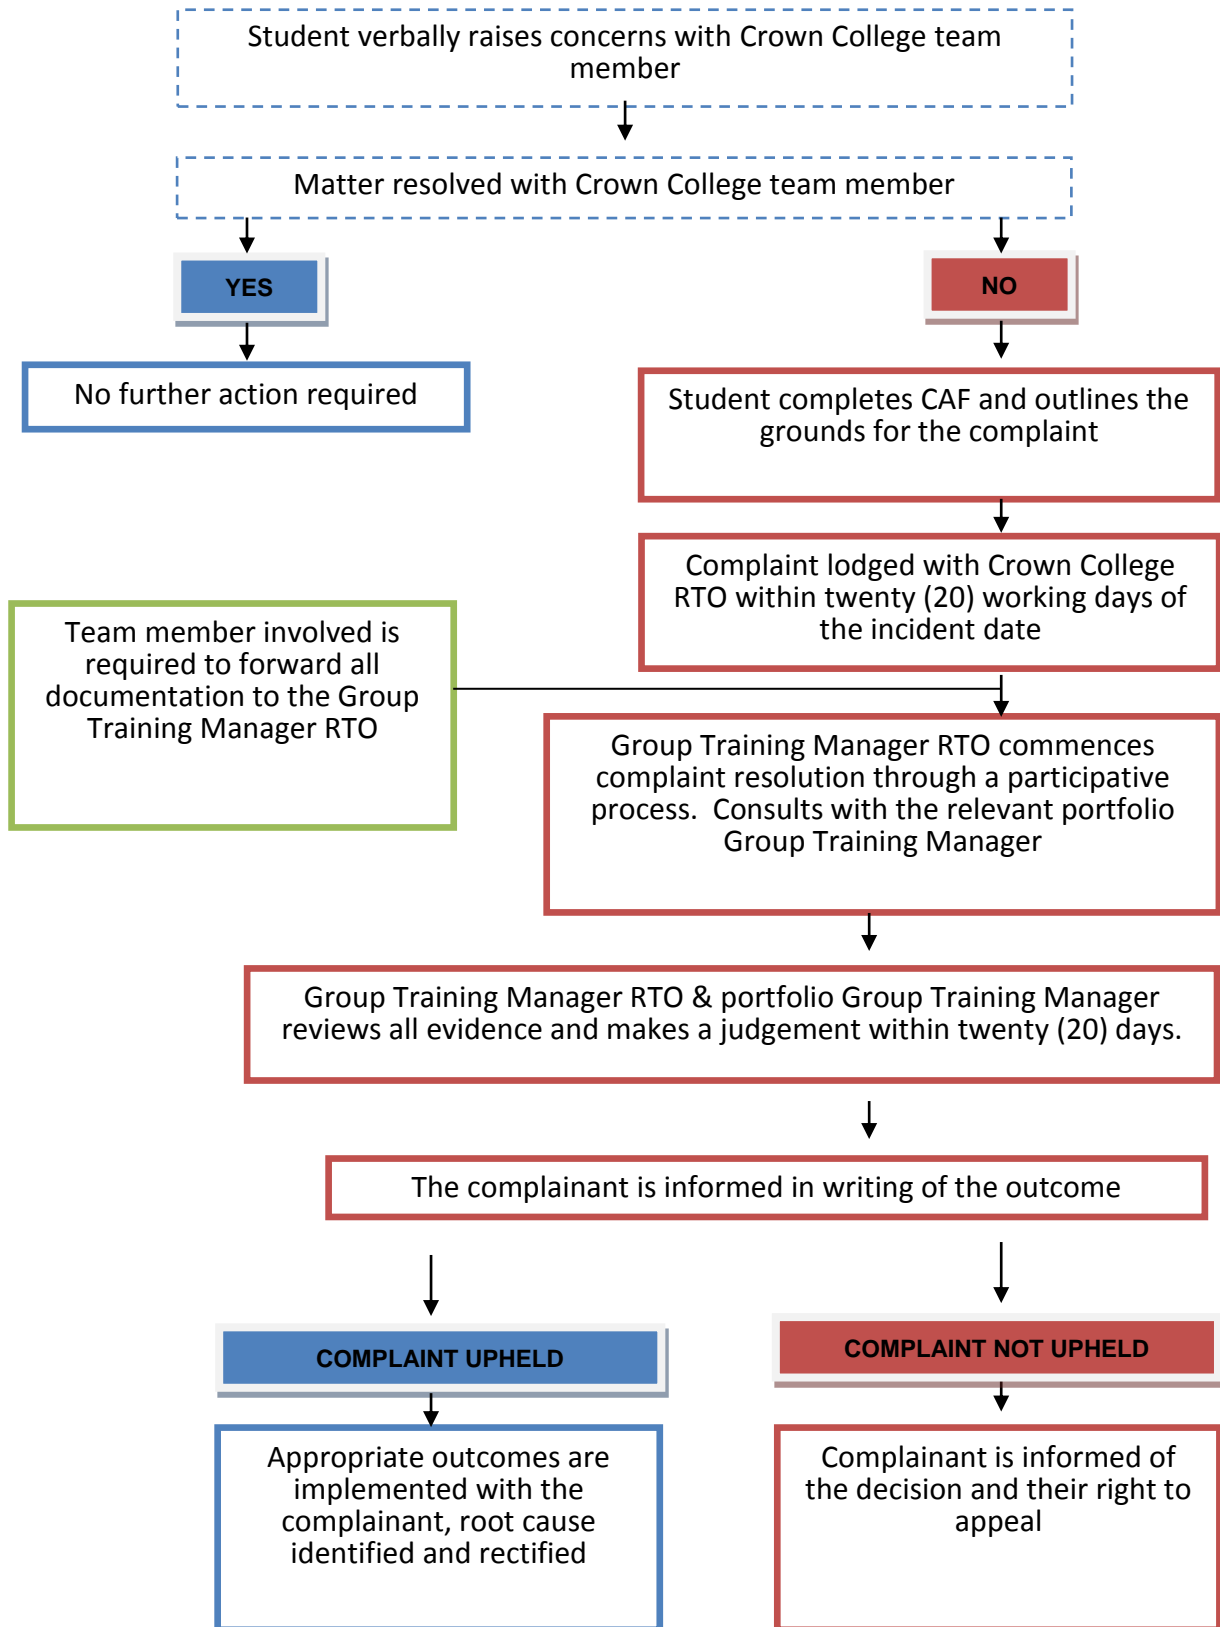 Student verbally raises concerns with Crown College team
member
Matter resolved with Crown College team member
YES
NO
No further action required
Student completes CAF and outlines the
grounds for the complaint
Complaint lodged with Crown College
RTO within twenty (20) working days of
the incident date
Team member involved is
required to forward all
documentation to the Group
Training Manager RTO
Group Training Manager RTO commences
complaint resolution through a participative
process.  Consults with the relevant portfolio
Group Training Manager
Group Training Manager RTO & portfolio Group Training Manager
reviews all evidence and makes a judgement within twenty (20) days.
The complainant is informed in writing of the outcome
COMPLAINT UPHELD
COMPLAINT NOT UPHELD
Appropriate outcomes are
implemented with the
complainant, root cause
identified and rectified
Complainant is informed of
the decision and their right to
appeal